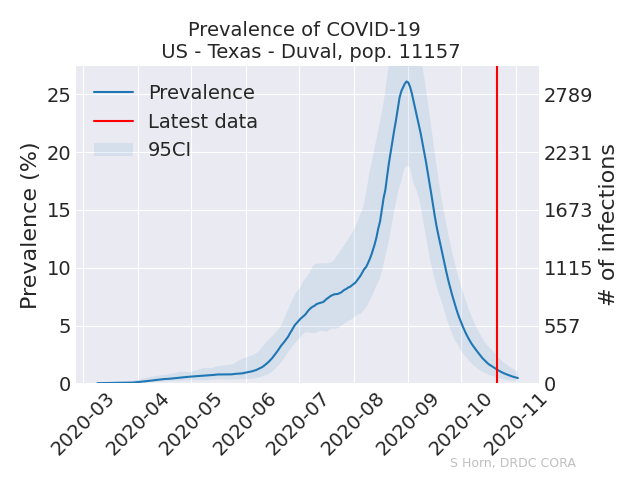 Prevalence of COVID-19
US - Texas - Duval, pop. 11157
Prevalence
Latest data
95CI
Prevalence (%)
25
20
15
10
5
0
2789
2231
1673
1115
557
0
# of infections
2020-03
2020-04
2020-05
2020-06
2020-07
2020-08
2020-09
2020-10
2020-11
S Horn, DRDC CORA